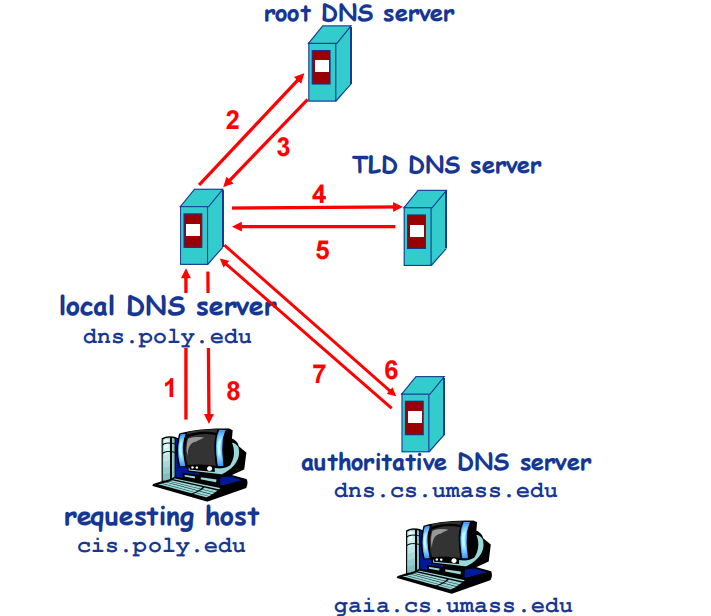 root DNS server
2
3
TLD DNS server
4
5
local DNS server
dns.poly.edu
1
8
7
6
authoritative DNS server
dns.cs.umass.edu
requesting host
cis.poly.edu
gaia.cs.umass.edu